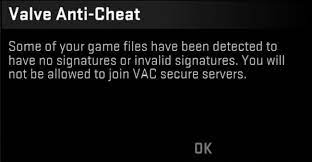 Valve Anti-Cheat
Some of your game files have been detected to
have no signatures or invalid signatures. You will
not be allowed to join VAC secure servers.
OK